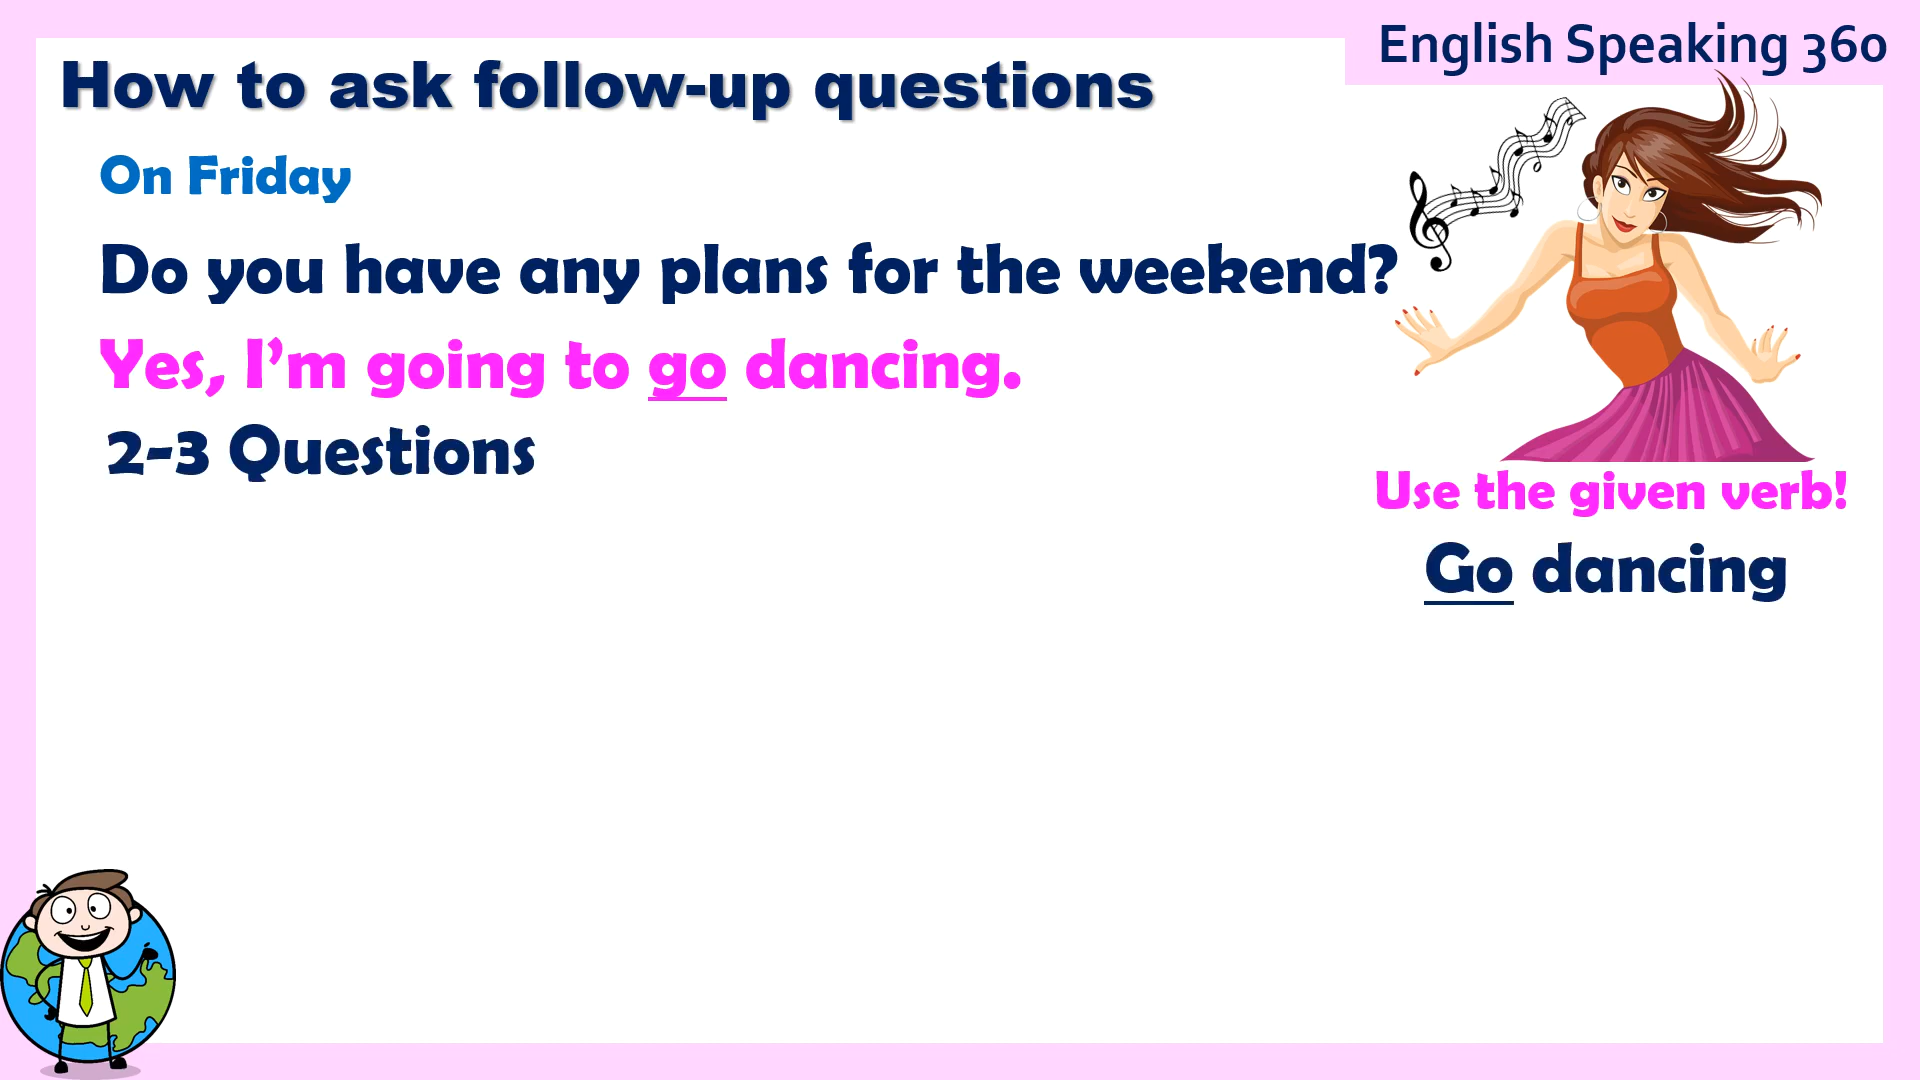 English Speaking 360
How to ask follow-up questions
On Friday
Do you have any plans for the weekend?
Yes, I’m going to go dancing.
2-3 Questions
Use the given verb!
Go dancing